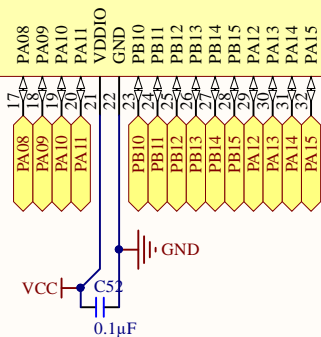 PA08 PA09 PA10 PA11 VDDIO GND PB10 PB11 PB12 PB13 PB14 PB15 PA12 PA13 PA14 PA15
17 18 19 20 21 22 23 24 25 26 27 28 29 30 31 32
PA08 PA09 PA10 PA11 PB10 PB11 PB12 PB13 PB14 PB15 PA12 PA13 PA14 PA15
GND
VCC
C52
0.1µF